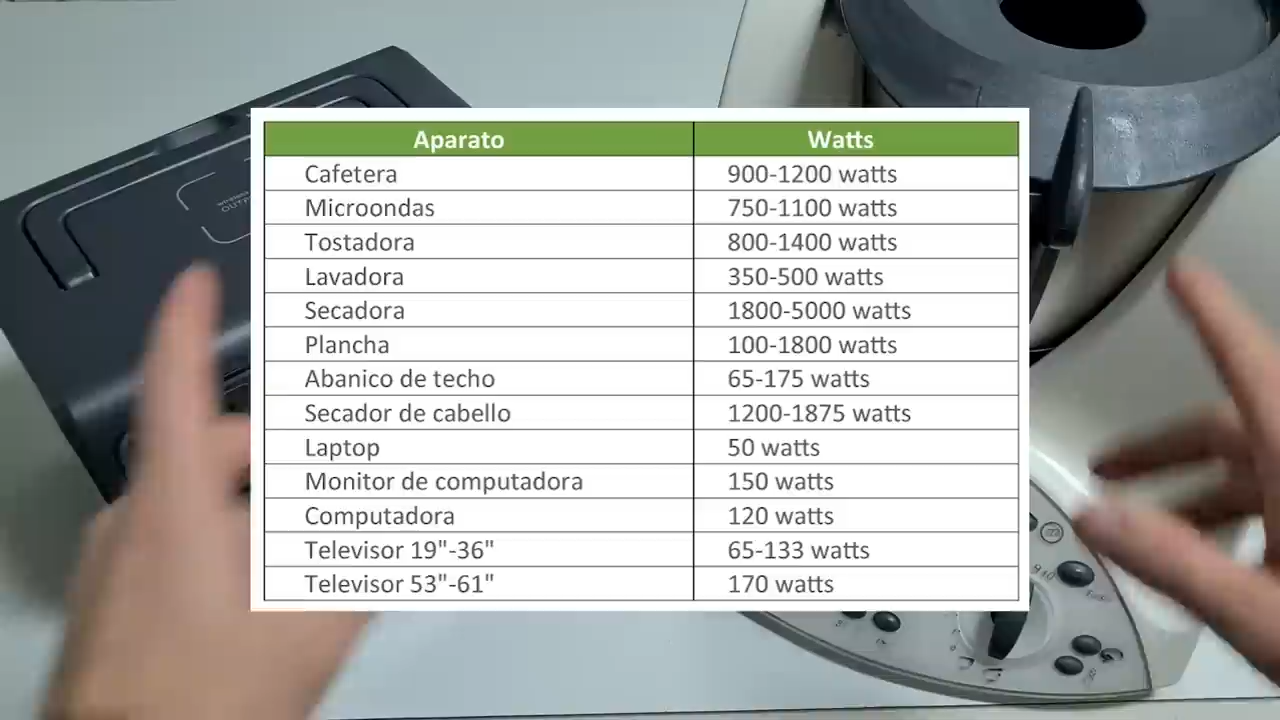 Aparato Watts
Cafetera 900-1200 watts
Microondas 750-1100 watts
Tostadora 800-1400 watts
Lavadora 350-500 watts
Secadora 1800-5000 watts
Plancha 100-1800 watts
Abanico de techo 65-175 watts
Secador de cabello 1200-1875 watts
Laptop 50 watts
Monitor de computadora 150 watts
Computadora 120 watts
Televisor 19"-36" 65-133 watts
Televisor 53"-61" 170 watts